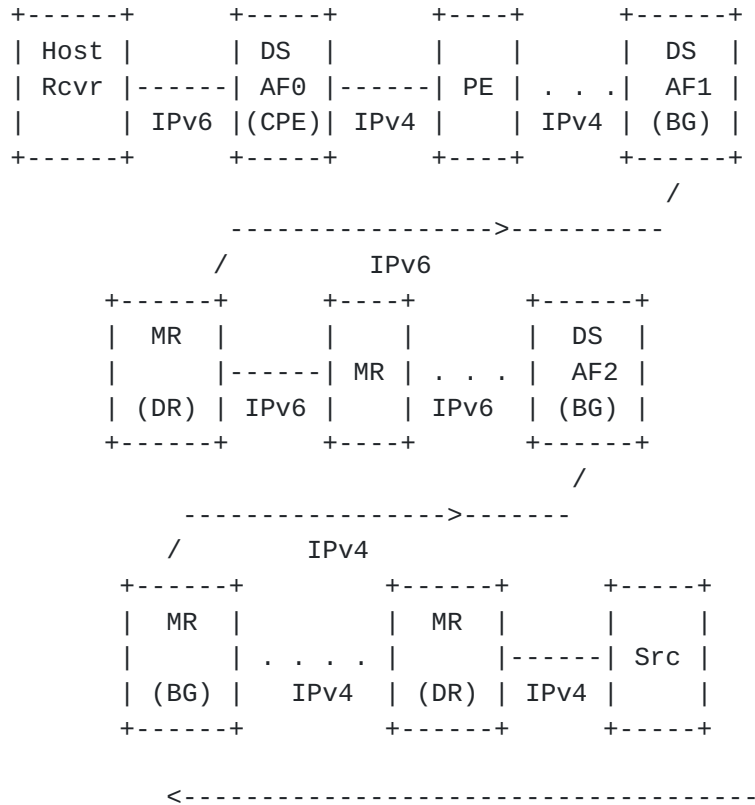 +------+      +-----+      +----+      +------+
| Host |      | DS  |      |    |      |  DS  |
| Rcvr |------| AF0 |------| PE | . . .|  AF1 |
|      | IPv6 |(CPE)| IPv4 |    | IPv4 | (BG) |
+------+      +-----+      +----+      +------+
/
----------------->----------
/         IPv6
+------+      +----+       +------+
|  MR  |      |    |       |  DS  |
|      |------| MR | . . . |  AF2 |
| (DR) | IPv6 |    | IPv6  | (BG) |
+------+      +----+       +------+
/
----------------->-------
/        IPv4
+------+         +------+      +-----+
|  MR  |         |  MR  |      |     |
|      | . . . . |      |------| Src |
| (BG) |   IPv4  | (DR) | IPv4 |     |
+------+         +------+      +-----+
<-------------------------------------